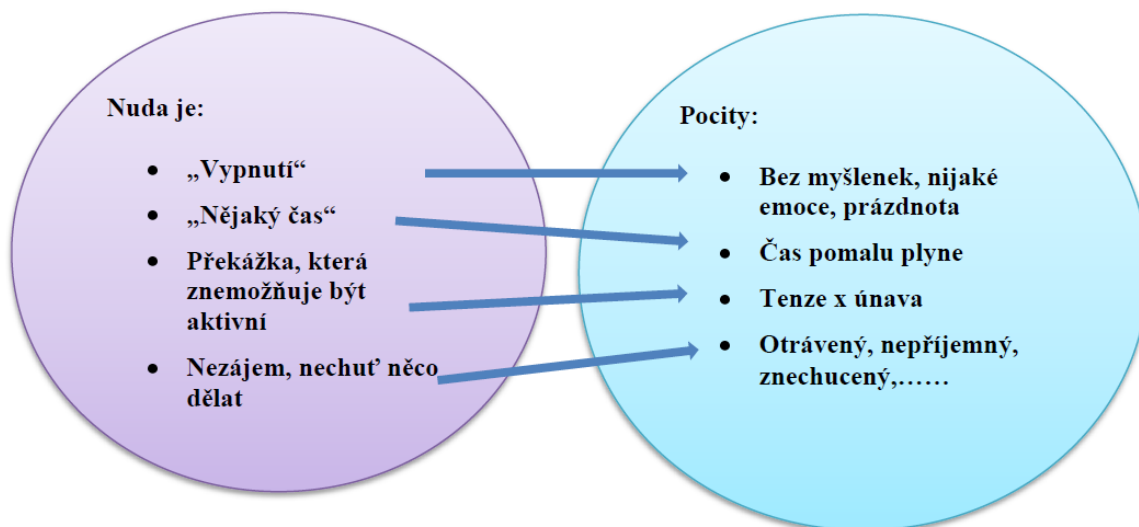 Nuda je:
• „Vypnutí“
• „Nějaký čas“
• Překážka, která
znemožňuje být
aktivní
• Nezájem, nechuť něco
dělat
Pocity:
• Bez myšlenek, nijaké
emoce, prázdnota
• Čas pomalu plyne
• Tenze x únava
• Otrávený, nepříjemný,
znechucený,……